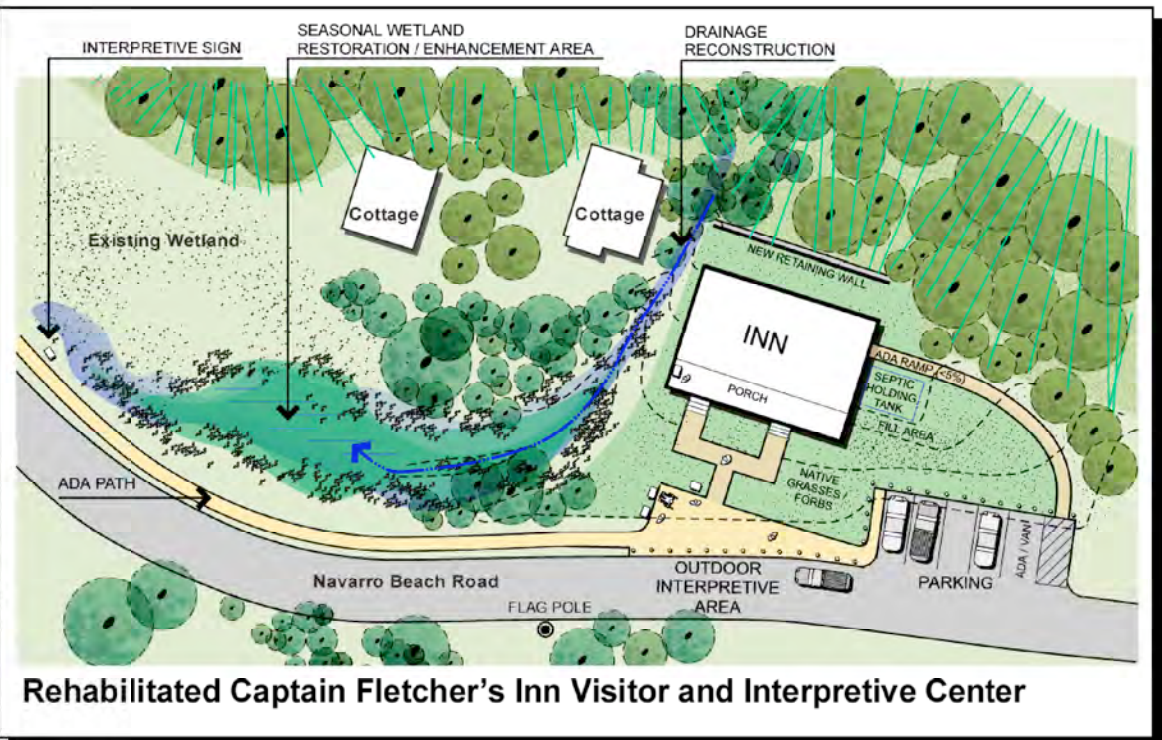 INTERPRETIVE SIGN
SEASONAL WETLAND
RESTORATION / ENHANCEMENT AREA
DRAINAGE
RECONSTRUCTION
Cottage
Cottage
Existing Wetland
NEW RETAINING WALL
INN
PORCH
ADA RAMP (<5%)
SEPTIC
HOLDING
TANK
FILL AREA
ADA PATH
NATIVE
GRASSES /
FORBS
Navarro Beach Road
OUTDOOR
INTERPRETIVE
AREA
PARKING
ADA / VAN
FLAG POLE
Rehabilitated Captain Fletcher's Inn Visitor and Interpretive Center